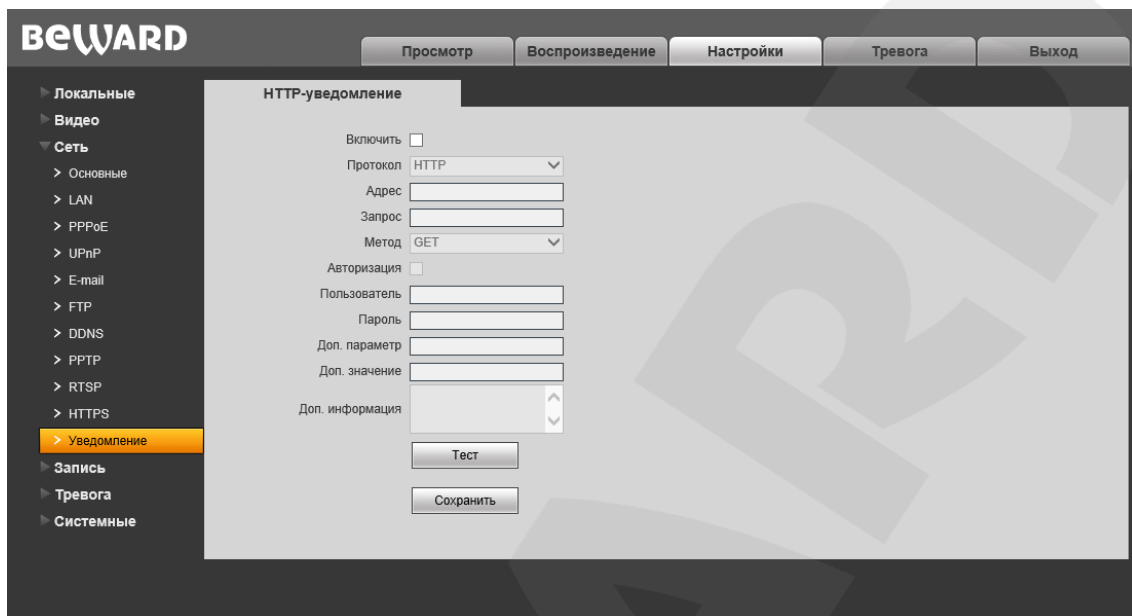 BEWARD
Просмотр Воспроизведение Настройки Тревога Выход
Локальные
Видео
Сеть
Основные
LAN
PPPoE
UPnP
E-mail
FTP
DDNS
PPTP
RTSP
HTTPS
Уведомление
Запись
Тревога
Системные
HTTP-уведомление
Включить
Протокол HTTP
Адрес
Запрос
Метод GET
Авторизация
Пользователь
Пароль
Доп. параметр
Доп. значение
Доп. информация
Тест
Сохранить